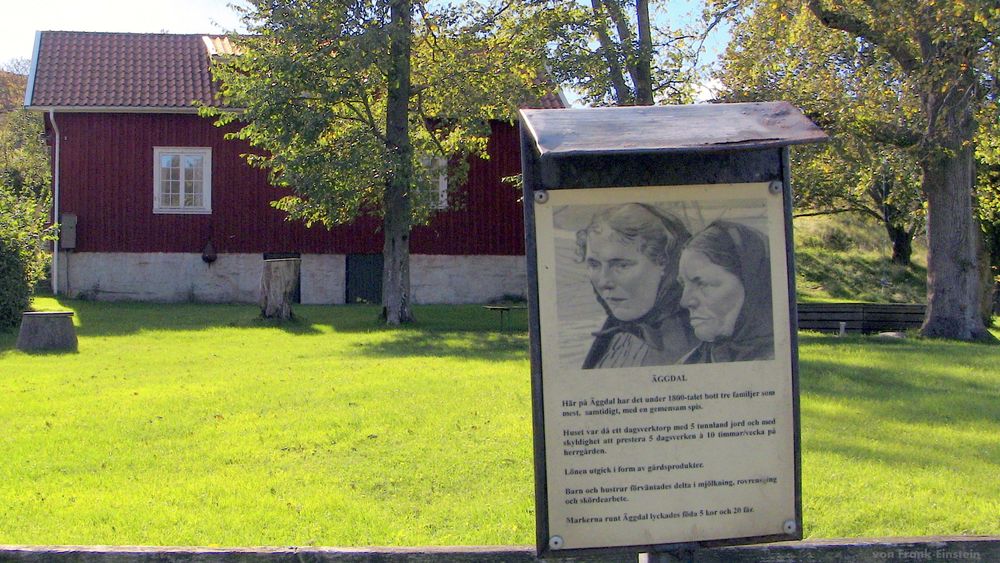 ÄGGDAL
Här på Äggdal har det under 1800-talet bott tre familjer som
mest, samtidigt, med en gemensam spis.
Huset var då ett dagsverktorp med 5 tunnland jord och med
skyldighet att prestera 5 dagsverken à 10 timmar/vecka på
herrgården.
Lönen utgick i form av gårdsprodukter.
Barn och hustrur förväntades delta i mjölkning, rovrensning
och skördearbete.
Markerna runt Äggdal lyckades föda 5 kor och 20 får.
von Frank Einstein